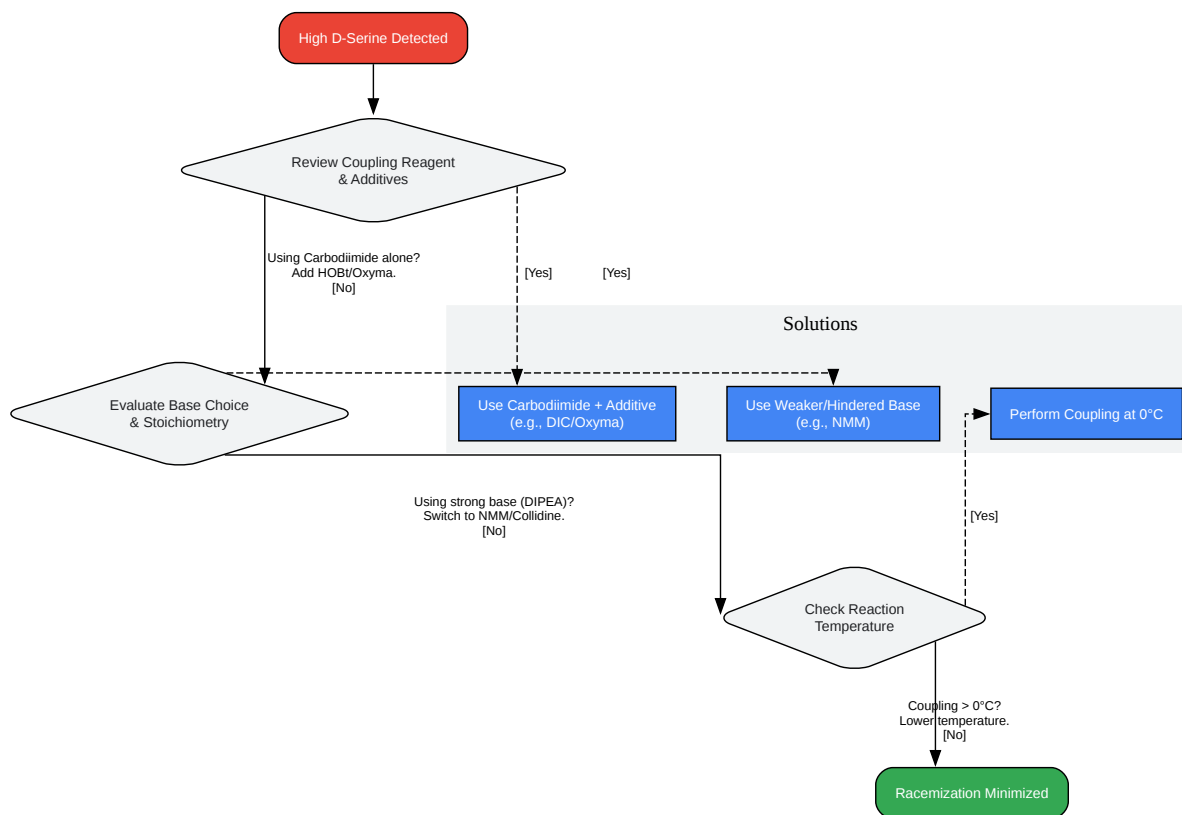 High D-Serine Detected
Review Coupling Reagent
& Additives
Using Carbodiimide alone?
Add HOBt/Oxyma.
[No]
[Yes]
[Yes]
Solutions
Evaluate Base Choice
& Stoichiometry
Use Carbodiimide + Additive
(e.g., DIC/Oxyma)
Use Weaker/Hindered Base
(e.g., NMM)
Perform Coupling at 0°C
Using strong base (DIPEA)?
Switch to NMM/Collidine.
[No]
[Yes]
Check Reaction
Temperature
Coupling > 0°C?
Lower temperature.
[No]
Racemization Minimized